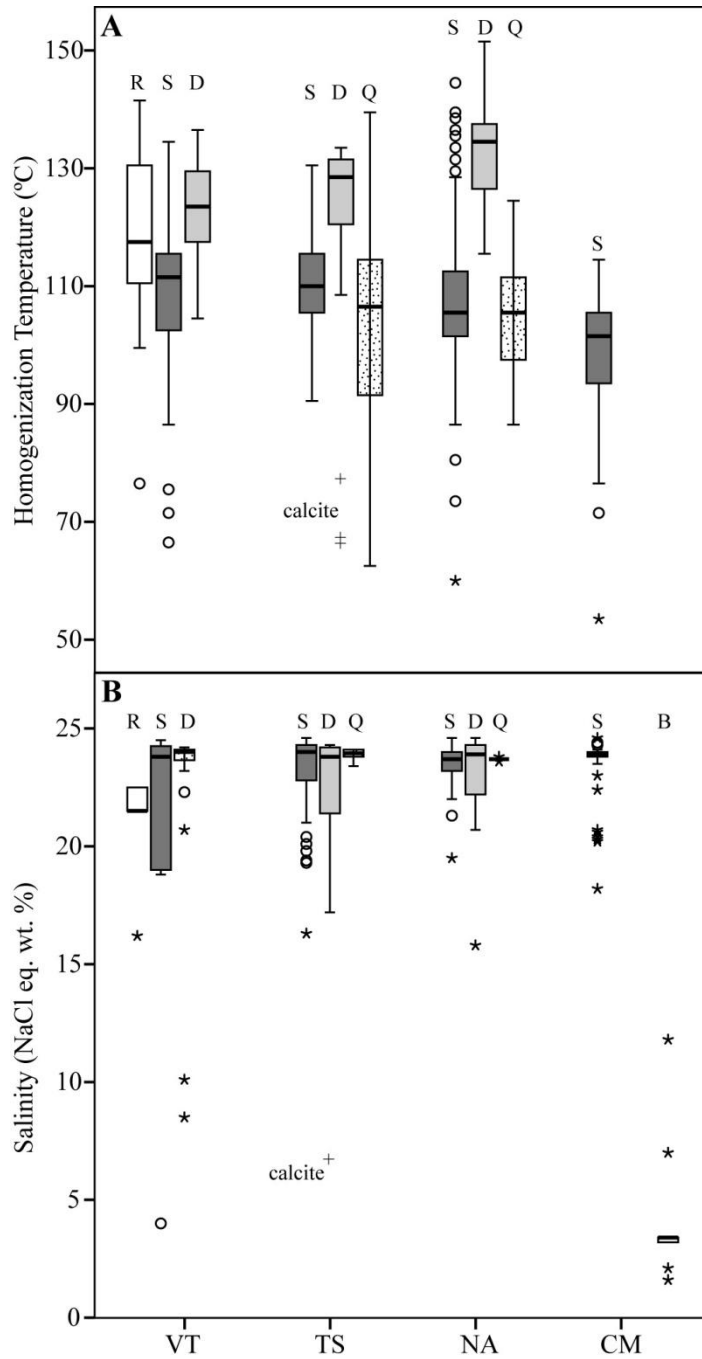 A
150
S D Q
R S D
S D Q
130
S
110
90
calcite
70
50
Homogenization Temperature (ºC)
B
25
R S D
S D Q
S D Q
S
B
20
15
10
calcite
5
0
Salinity (NaCl eq. wt. %)
VT TS NA CM